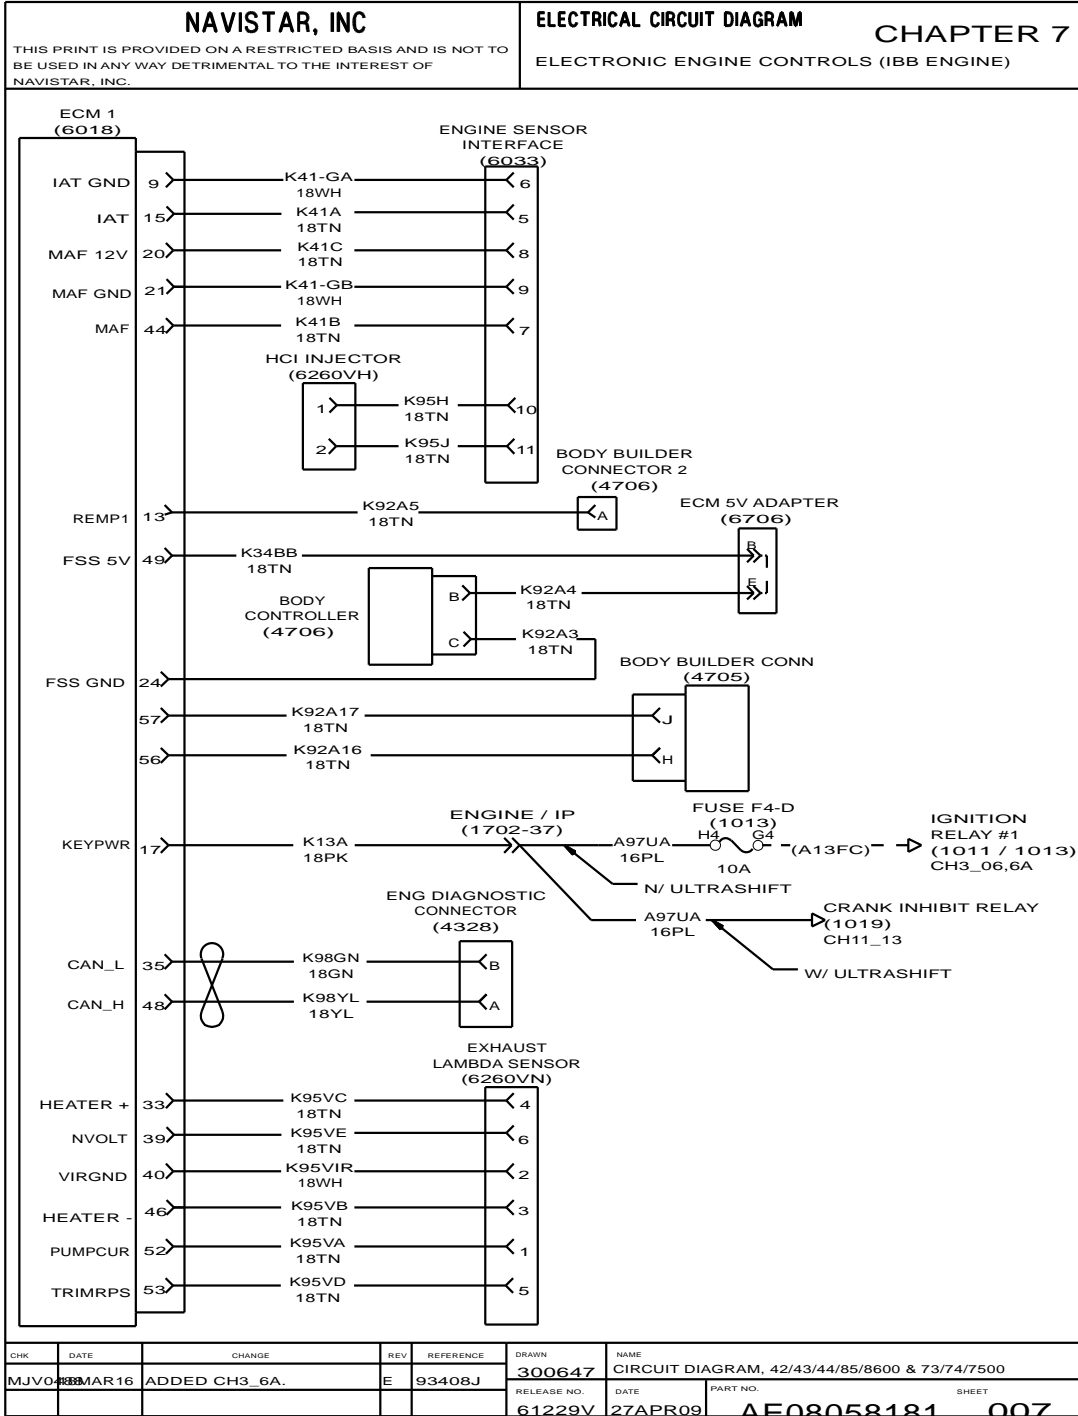 NAVISTAR, INC
THIS PRINT IS PROVIDED ON A RESTRICTED BASIS AND IS NOT TO
BE USED IN ANY WAY DETRIMENTAL TO THE INTEREST OF
NAVISTAR, INC.
ELECTRICAL CIRCUIT DIAGRAM
CHAPTER 7
ELECTRONIC ENGINE CONTROLS (IBB ENGINE)
ECM 1
(6018)
ENGINE SENSOR
INTERFACE
(6033)
IAT GND 9 K41-GA 6
18WH
IAT 15 K41A 5
18TN
MAF 12V 20 K41C 8
18TN
MAF GND 21 K41-GB 9
18WH
MAF 44 K41B 7
18TN
HCI INJECTOR
(6260VH)
1 K95H 10
18TN
2 K95J 11
18TN
BODY BUILDER
CONNECTOR 2
(4706)
REMP1 13 K92A5 A
18TN
ECM 5V ADAPTER
(6706)
FSS 5V 49 K34BB B
18TN
BODY
CONTROLLER
(4706)
B K92A4 E
18TN
C K92A3
18TN
FSS GND 24
BODY BUILDER CONN
(4705)
57 K92A17 J
18TN
56 K92A16 H
18TN
ENGINE / IP
(1702-37)
FUSE F4-D
(1013)
KEYPWR 17 K13A
18PK
A97UA
16PL
H4 G4
10A
(A13FC)
IGNITION
RELAY #1
(1011 / 1013)
CH3_06,6A
N/ ULTRASHIFT
A97UA
16PL
CRANK INHIBIT RELAY
(1019)
CH11_13
W/ ULTRASHIFT
ENG DIAGNOSTIC
CONNECTOR
(4328)
CAN_L 35 K98GN B
18GN
CAN_H 48 K98YL A
18YL
EXHAUST
LAMBDA SENSOR
(6260VN)
HEATER + 33 K95VC 4
18TN
NVOLT 39 K95VE 6
18TN
VIRGND 40 K95VIR 2
18WH
HEATER - 46 K95VB 3
18TN
PUMPCUR 52 K95VA 1
18TN
TRIMRPS 53 K95VD 5
18TN
CHK DATE CHANGE REV REFERENCE
MAR16 ADDED CH3_6A. E 93408J
DRAWN
300647
NAME
CIRCUIT DIAGRAM, 42/43/44/85/8600 & 73/74/7500
RELEASE NO.
61229V
DATE
27APR09
PART NO.
AE08058181
SHEET
007